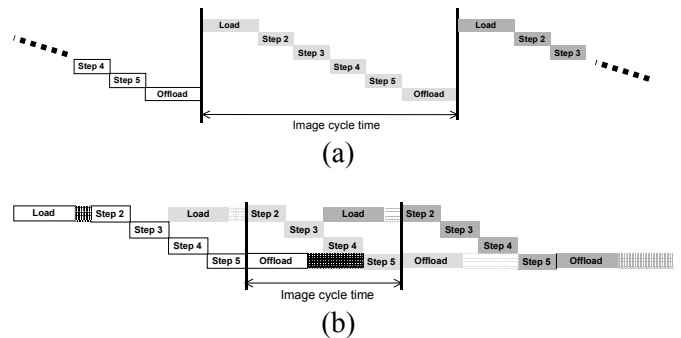 Load Load
Step 2 Step 2
Step 3 Step 3
Step 4 Step 4
Step 5 Step 5
Offload Offload
Image cycle time
(a)
Load Step 2 Load Step 2 Load Step 2
Step 3 Step 3 Step 3
Step 4 Step 4 Step 4
Step 5 Offload Step 5 Offload Step 5 Offload
Image cycle time
(b)